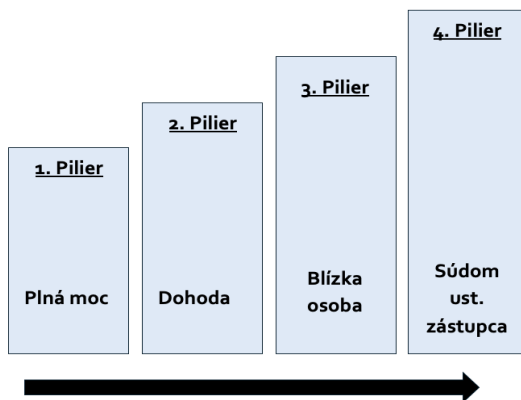 1. Pilier
Plná moc
2. Pilier
Dohoda
3. Pilier
Blízka
osoba
4. Pilier
Súdom
ust.
zástupca